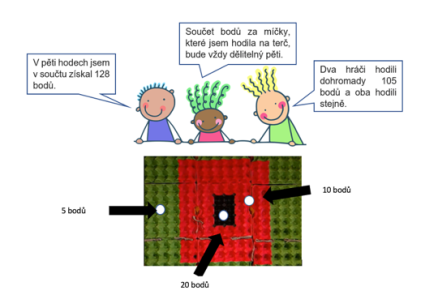 V pěti hodech jsem
v součtu získal 128
bodů.
Součet bodů za míčky,
které jsem hodila na terč,
bude vždy dělitelný pěti.
Dva hráči hodili
dohromady 105
bodů a oba hodili
stejně.
5 bodů
10 bodů
20 bodů